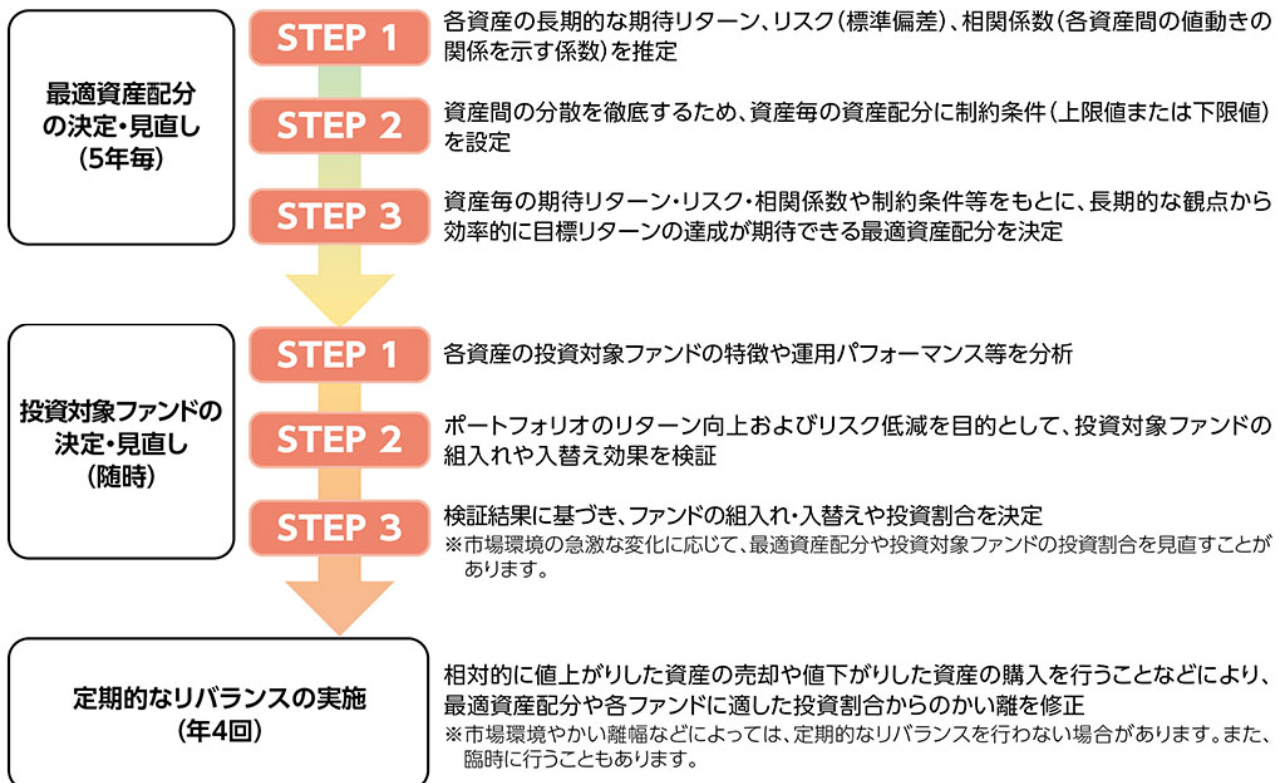 最適資産配分
の決定・見直し
(5年毎)
STEP 1
各資産の長期的な期待リターン、リスク(標準偏差)、相関係数(各資産間の値動きの
関係を示す係数)を推定
STEP 2
資産間の分散を徹底するため、資産毎の資産配分に制約条件(上限値または下限値)
を設定
STEP 3
資産毎の期待リターン・リスク・相関係数や制約条件等をもとに、長期的な観点から
効率的に目標リターンの達成が期待できる最適資産配分を決定
投資対象ファンドの
決定・見直し
(随時)
STEP 1
各資産の投資対象ファンドの特徴や運用パフォーマンス等を分析
STEP 2
ポートフォリオのリターン向上およびリスク低減を目的として、投資対象ファンドの
組入れや入替え効果を検証
STEP 3
検証結果に基づき、ファンドの組入れ・入替えや投資割合を決定
※市場環境の急激な変化に応じて、最適資産配分や投資対象ファンドの投資割合を見直すことが
あります。
定期的なリバランスの実施
(年4回)
相対的に値上がりした資産の売却や値下がりした資産の購入を行うことなどにより、
最適資産配分や各ファンドに適した投資割合からのかい離を修正
※市場環境やかい離幅などによっては、定期的なリバランスを行わない場合があります。また、
臨時に行うこともあります。